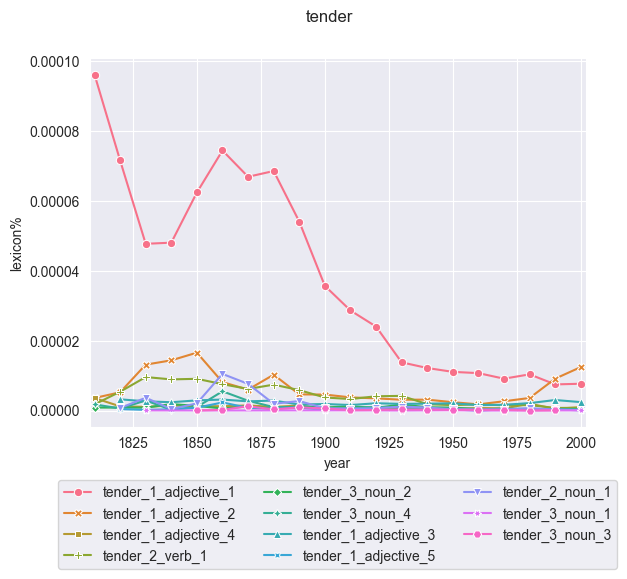 tender
0.00010
0.00008
0.00006
0.00004
0.00002
0.00000
lexicon%
1825 1850 1875 1900 1925 1950 1975 2000
year
tender_1_adjective_1 tender_3_noun_2 tender_2_noun_1
tender_1_adjective_2 tender_3_noun_4 tender_3_noun_1
tender_1_adjective_4 tender_1_adjective_3 tender_3_noun_3
tender_2_verb_1 tender_1_adjective_5